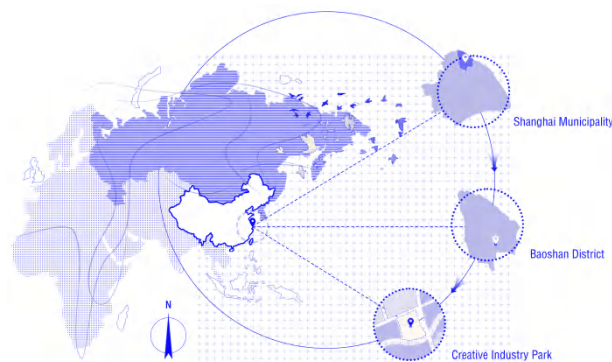 Shanghai Municipality
Baoshan District
N
Creative Industry Park